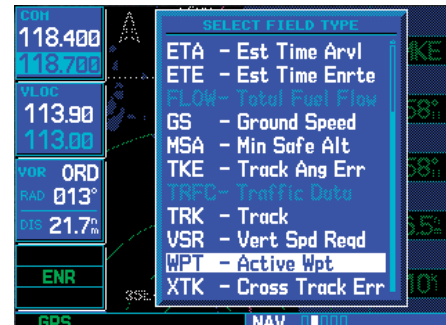 COM
118.400
118.700
VLOC
113.90
113.00
VOR ORD
RAD 013°
DIS 21.7
ENR
GPS
SELECT FIELD TYPE
ETA - Est Time Arvl
ETE - Est Time Enrte
FLOW- Total Fuel Flow
GS - Ground Speed
MSA - Min Safe Alt
TKE - Track Ang Err
TRFC- Traffic Data
TRK - Track
VSR - Vert Spd Reqd
WPT - Active Wpt
XTK - Cross Track Err
NAV